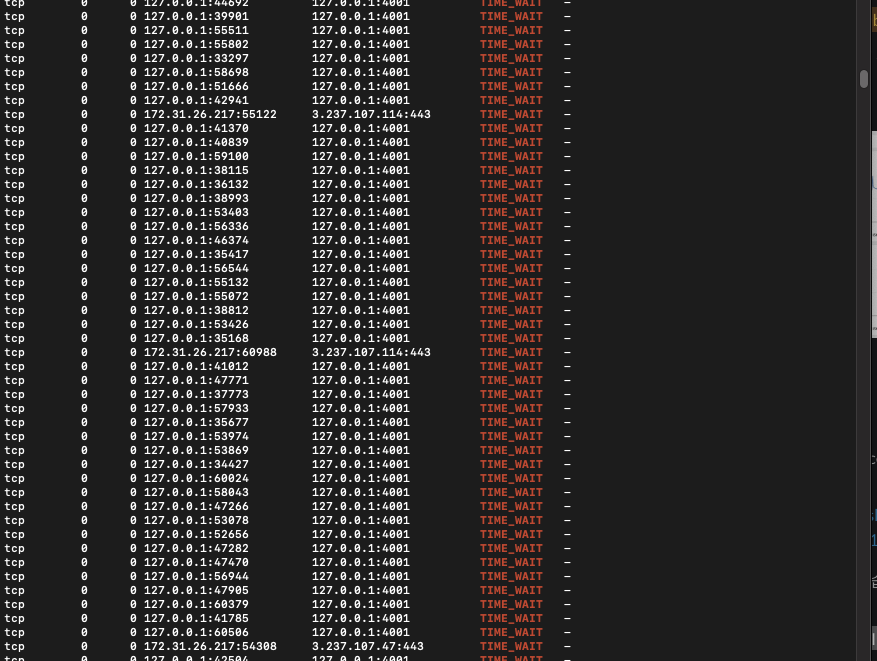 tcp 0 0 127.0.0.1:44692 127.0.0.1:4001 TIME_WAIT –
tcp 0 0 127.0.0.1:39901 127.0.0.1:4001 TIME_WAIT –
tcp 0 0 127.0.0.1:55511 127.0.0.1:4001 TIME_WAIT –
tcp 0 0 127.0.0.1:55802 127.0.0.1:4001 TIME_WAIT –
tcp 0 0 127.0.0.1:33297 127.0.0.1:4001 TIME_WAIT –
tcp 0 0 127.0.0.1:58698 127.0.0.1:4001 TIME_WAIT –
tcp 0 0 127.0.0.1:51666 127.0.0.1:4001 TIME_WAIT –
tcp 0 0 127.0.0.1:42941 127.0.0.1:4001 TIME_WAIT –
tcp 0 0 172.31.26.217:55122 3.237.107.114:443 TIME_WAIT –
tcp 0 0 127.0.0.1:41370 127.0.0.1:4001 TIME_WAIT –
tcp 0 0 127.0.0.1:40839 127.0.0.1:4001 TIME_WAIT –
tcp 0 0 127.0.0.1:59100 127.0.0.1:4001 TIME_WAIT –
tcp 0 0 127.0.0.1:38115 127.0.0.1:4001 TIME_WAIT –
tcp 0 0 127.0.0.1:36132 127.0.0.1:4001 TIME_WAIT –
tcp 0 0 127.0.0.1:38993 127.0.0.1:4001 TIME_WAIT –
tcp 0 0 127.0.0.1:53403 127.0.0.1:4001 TIME_WAIT –
tcp 0 0 127.0.0.1:56336 127.0.0.1:4001 TIME_WAIT –
tcp 0 0 127.0.0.1:46374 127.0.0.1:4001 TIME_WAIT –
tcp 0 0 127.0.0.1:35417 127.0.0.1:4001 TIME_WAIT –
tcp 0 0 127.0.0.1:56544 127.0.0.1:4001 TIME_WAIT –
tcp 0 0 127.0.0.1:55132 127.0.0.1:4001 TIME_WAIT –
tcp 0 0 127.0.0.1:55072 127.0.0.1:4001 TIME_WAIT –
tcp 0 0 127.0.0.1:38812 127.0.0.1:4001 TIME_WAIT –
tcp 0 0 127.0.0.1:53426 127.0.0.1:4001 TIME_WAIT –
tcp 0 0 127.0.0.1:35168 127.0.0.1:4001 TIME_WAIT –
tcp 0 0 172.31.26.217:60988 3.237.107.114:443 TIME_WAIT –
tcp 0 0 127.0.0.1:41012 127.0.0.1:4001 TIME_WAIT –
tcp 0 0 127.0.0.1:47771 127.0.0.1:4001 TIME_WAIT –
tcp 0 0 127.0.0.1:37773 127.0.0.1:4001 TIME_WAIT –
tcp 0 0 127.0.0.1:57933 127.0.0.1:4001 TIME_WAIT –
tcp 0 0 127.0.0.1:35677 127.0.0.1:4001 TIME_WAIT –
tcp 0 0 127.0.0.1:53974 127.0.0.1:4001 TIME_WAIT –
tcp 0 0 127.0.0.1:53869 127.0.0.1:4001 TIME_WAIT –
tcp 0 0 127.0.0.1:34427 127.0.0.1:4001 TIME_WAIT –
tcp 0 0 127.0.0.1:60024 127.0.0.1:4001 TIME_WAIT –
tcp 0 0 127.0.0.1:58043 127.0.0.1:4001 TIME_WAIT –
tcp 0 0 127.0.0.1:47266 127.0.0.1:4001 TIME_WAIT –
tcp 0 0 127.0.0.1:53078 127.0.0.1:4001 TIME_WAIT –
tcp 0 0 127.0.0.1:52656 127.0.0.1:4001 TIME_WAIT –
tcp 0 0 127.0.0.1:47282 127.0.0.1:4001 TIME_WAIT –
tcp 0 0 127.0.0.1:47470 127.0.0.1:4001 TIME_WAIT –
tcp 0 0 127.0.0.1:56944 127.0.0.1:4001 TIME_WAIT –
tcp 0 0 127.0.0.1:47905 127.0.0.1:4001 TIME_WAIT –
tcp 0 0 127.0.0.1:60379 127.0.0.1:4001 TIME_WAIT –
tcp 0 0 127.0.0.1:41785 127.0.0.1:4001 TIME_WAIT –
tcp 0 0 127.0.0.1:60506 127.0.0.1:4001 TIME_WAIT –
tcp 0 0 172.31.26.217:54308 3.237.107.47:443 TIME_WAIT –
tcp 0 0 127.0.0.1:42504 127.0.0.1:4001 TIME_WAIT –